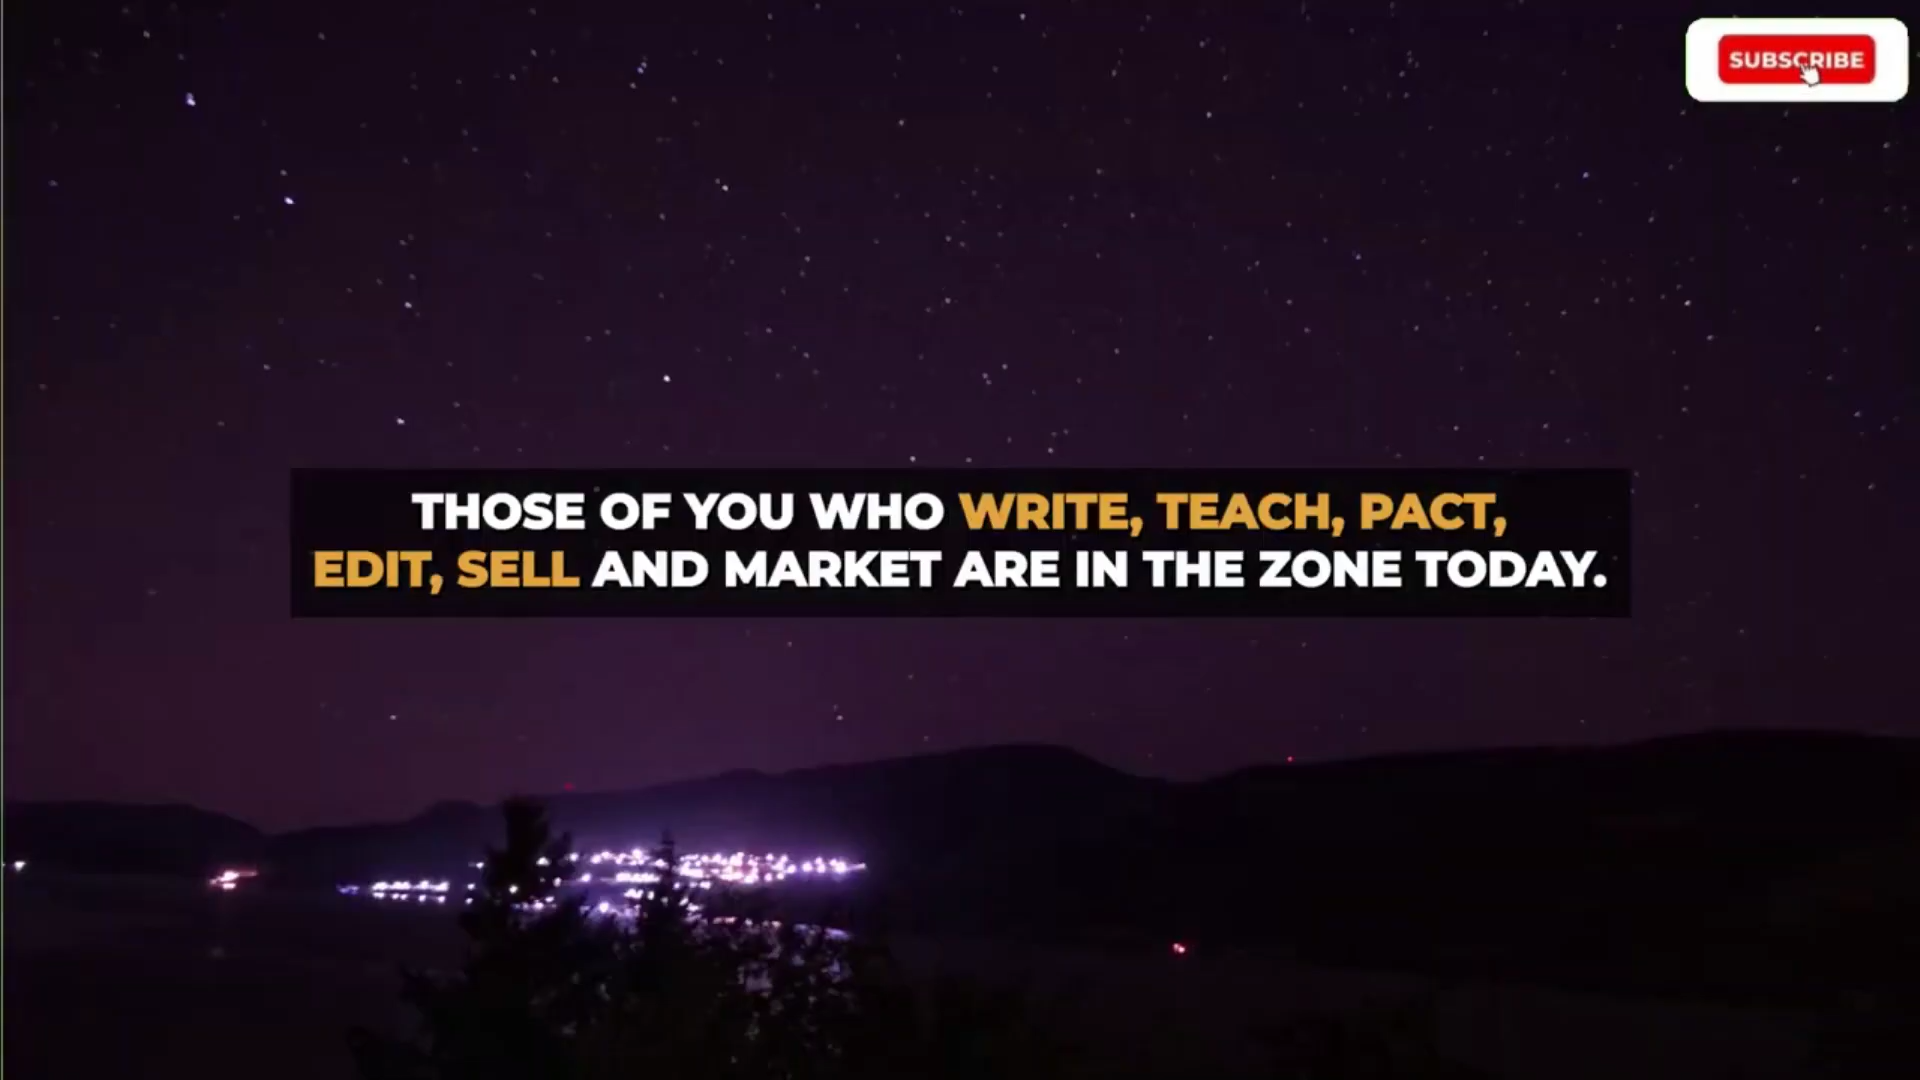 SUBSCRIBE
THOSE OF YOU WHO WRITE, TEACH, PACT,
EDIT, SELL AND MARKET ARE IN THE ZONE TODAY.